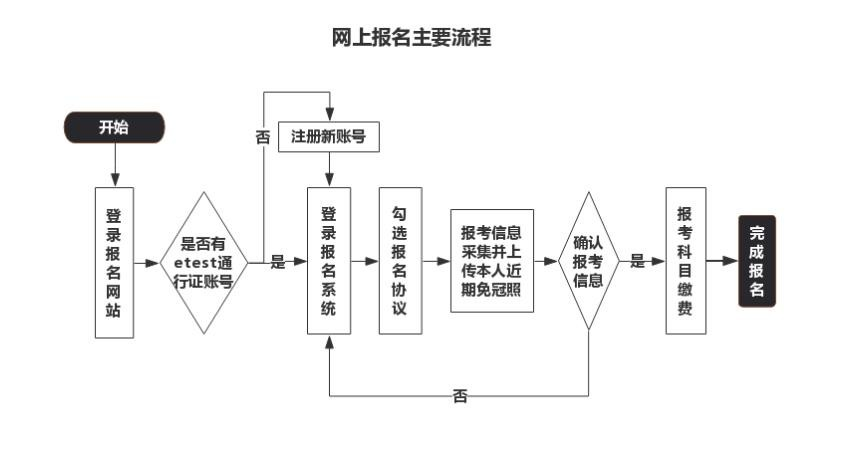 网上报名主要流程
开始
否
注册新账号
登录报名网站
是否有
etest通
行证账号
是
登录报名系统
勾选报名协议
报考信息
采集并上
传本人近
期免冠照
确认
报考
信息
是
报考科目缴费
完成报名
否